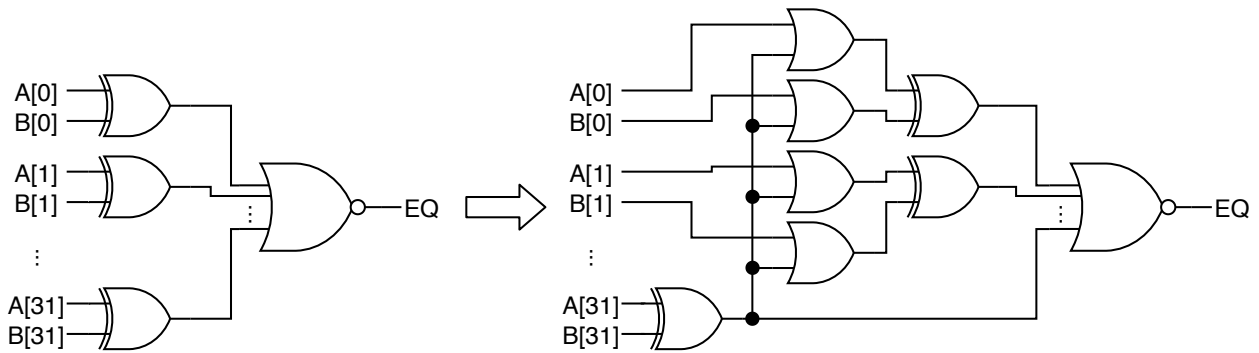 A[0]
B[0]
A[1]
B[1]
⋮
A[31]
B[31]
⋮
EQ
A[0]
B[0]
A[1]
B[1]
⋮
A[31]
B[31]
⋮
EQ